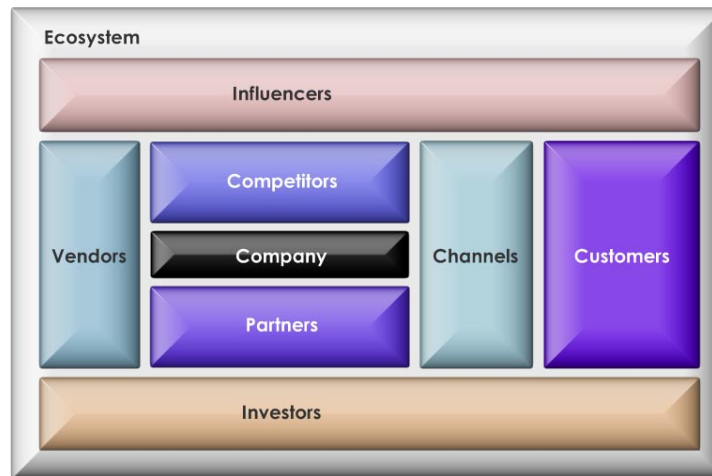 Ecosystem
Influencers
Competitors
Vendors
Company
Channels
Customers
Partners
Investors